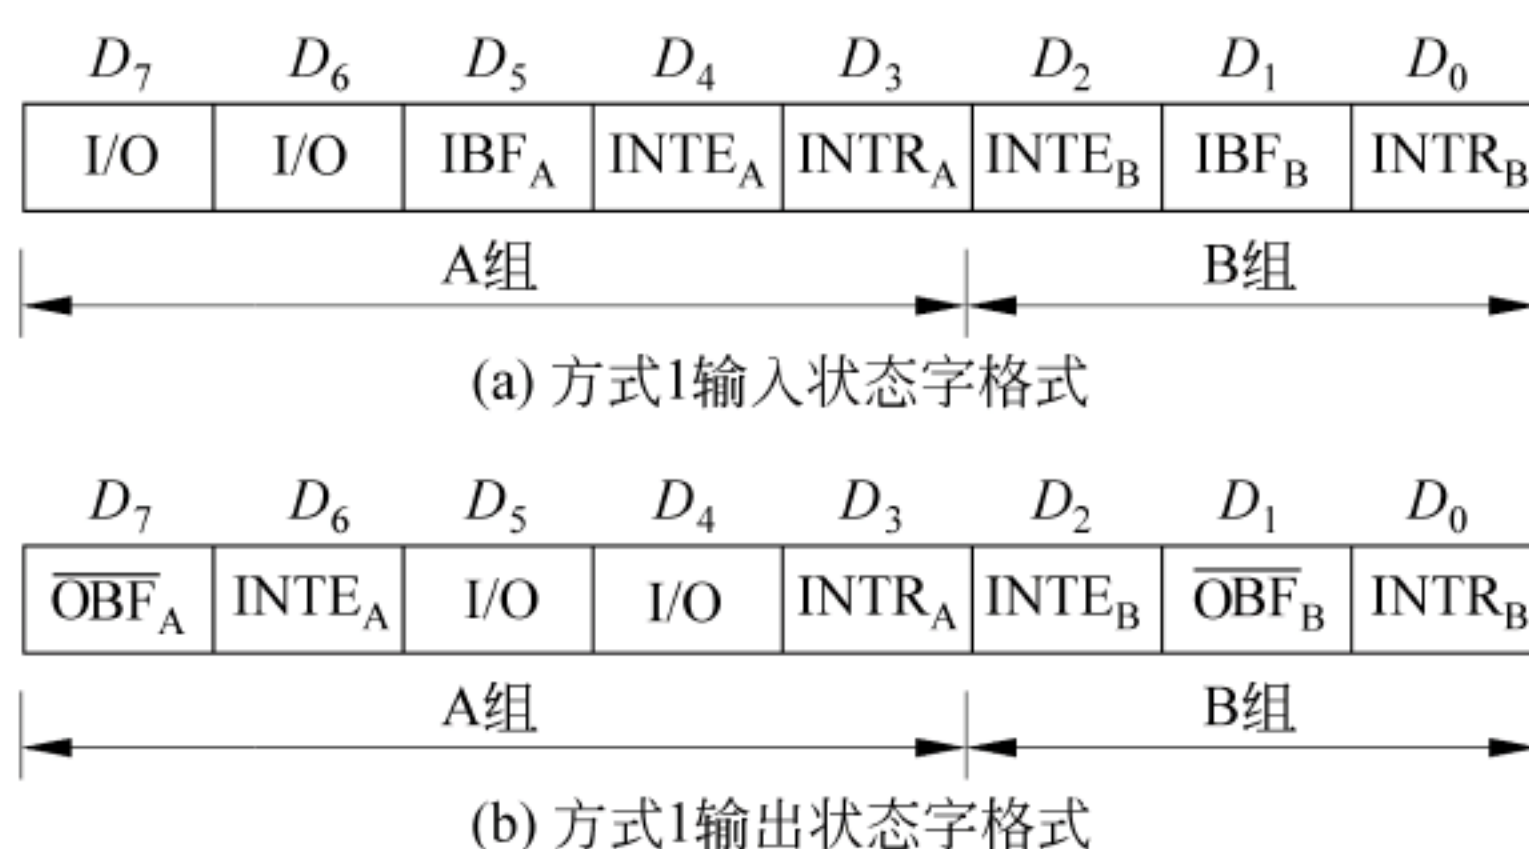 D7 D6 D5 D4 D3 D2 D1 D0
I/O I/O IBFA INTEA INTRA INTEB IBFB INTRB
A组 B组
(a) 方式1输入状态字格式
D7 D6 D5 D4 D3 D2 D1 D0
O̅B̅F̅A INTEA I/O I/O INTRA INTEB O̅B̅F̅B INTRB
A组 B组
(b) 方式1输出状态字格式